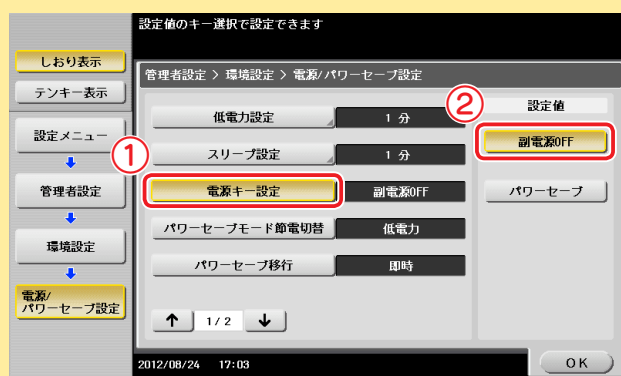 設定値のキー選択で設定できます
しおり表示
テンキー表示
設定メニュー
管理者設定
環境設定
電源/
パワーセーブ設定
管理者設定 > 環境設定 > 電源/パワーセーブ設定
低電力設定 1 分
① スリープ設定 1 分
電源キー設定 副電源OFF
パワーセーブモード節電切替 低電力
パワーセーブ移行 即時
↑ 1/2 ↓
② 設定値
副電源OFF
パワーセーブ
2012/08/24 17:03
OK